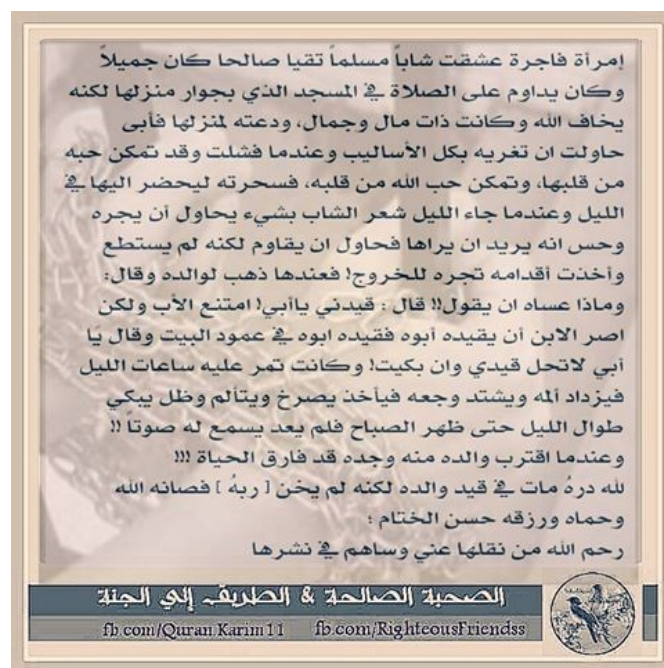 إمرأة فاجرة عشقت شاباً مسلماً تقيا صالحا كان جميلاً
وكان يداوم على الصلاة في المسجد الذي بجوار منزلها لكنه
يخاف الله وكانت ذات مال وجمال، ودعته لمنزلها فأبى
حاولت ان تغريه بكل الأساليب وعندما فشلت وقد تمكن حبه
من قلبها، وتمكن حب الله من قلبه، فسحرته ليحضر اليها في
الليل وعندما جاء الليل شعر الشاب بشيء يحاول أن يجره
وحس انه يريد ان يراها فحاول ان يقاوم لكنه لم يستطع
وأخذت أقدامه تجره للخروج! فعندها ذهب لوالده وقال:
وماذا عساه ان يقول!! قال : قيدني ياأبي! امتنع الأب ولكن
اصر الابن أن يقيده أبوه فقيده ابوه في عمود البيت وقال يا
أبي لاتحل قيدي وان بكيت! وكانت تمر عليه ساعات الليل
فيزداد ألمه ويشتد وجعه فيأخذ يصرخ ويتألم وظل يبكي
طوال الليل حتى ظهر الصباح فلم يعد يسمع له صوتاً !!
وعندما اقترب والده منه وجده قد فارق الحياة !!!
لله درهُ مات في قيد والده لكنه لم يخن [ ربهُ ] فصانه الله
وحماه ورزقه حسن الختام ؛
رحم الله من نقلها عني وساهم في نشرها
الصحبة الصالحة & الطريق إلي الجنة
fb.com/Quran Karim11 fb.com/RighteousFriendss